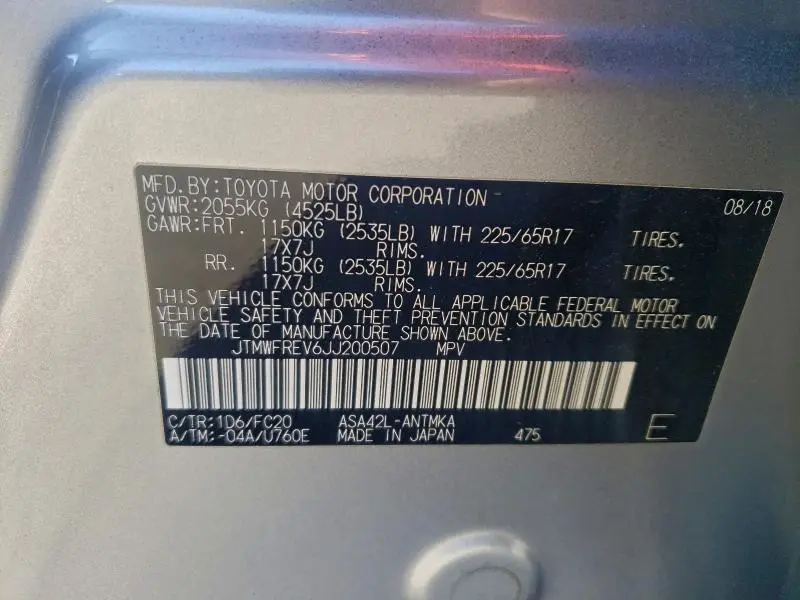 MFD.BY:TOYOTA MOTOR CORPORATION 08/18
GVWR:2055KG (4525LB)
GAWR:FRT. 1150KG (2535LB) WITH 225/65R17 TIRES.
17X7J RIMS.
RR. 1150KG (2535LB) WITH 225/65R17 TIRES.
17X7J RIMS.
THIS VEHICLE CONFORMS TO ALL APPLICABLE FEDERAL MOTOR
VEHICLE SAFETY AND THEFT PREVENTION STANDARDS IN EFFECT ON
THE DATE OF MANUFACTURE SHOWN ABOVE.
JTMWFREV6JJ200507 MPV
C/TR:1D6/FC20 ASA42L-ANTMKA
A/TM:-04A/U760E MADE IN JAPAN 475 E